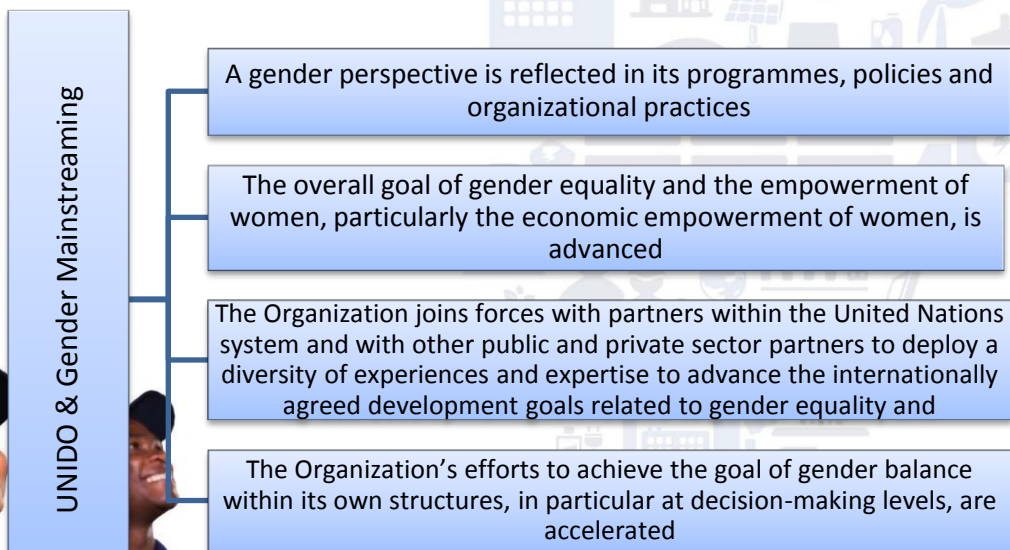 UNIDO & Gender Mainstreaming
A gender perspective is reflected in its programmes, policies and
organizational practices
The overall goal of gender equality and the empowerment of
women, particularly the economic empowerment of women, is
advanced
The Organization joins forces with partners within the United Nations
system and with other public and private sector partners to deploy a
diversity of experiences and expertise to advance the internationally
agreed development goals related to gender equality and
The Organization’s efforts to achieve the goal of gender balance
within its own structures, in particular at decision-making levels, are
accelerated